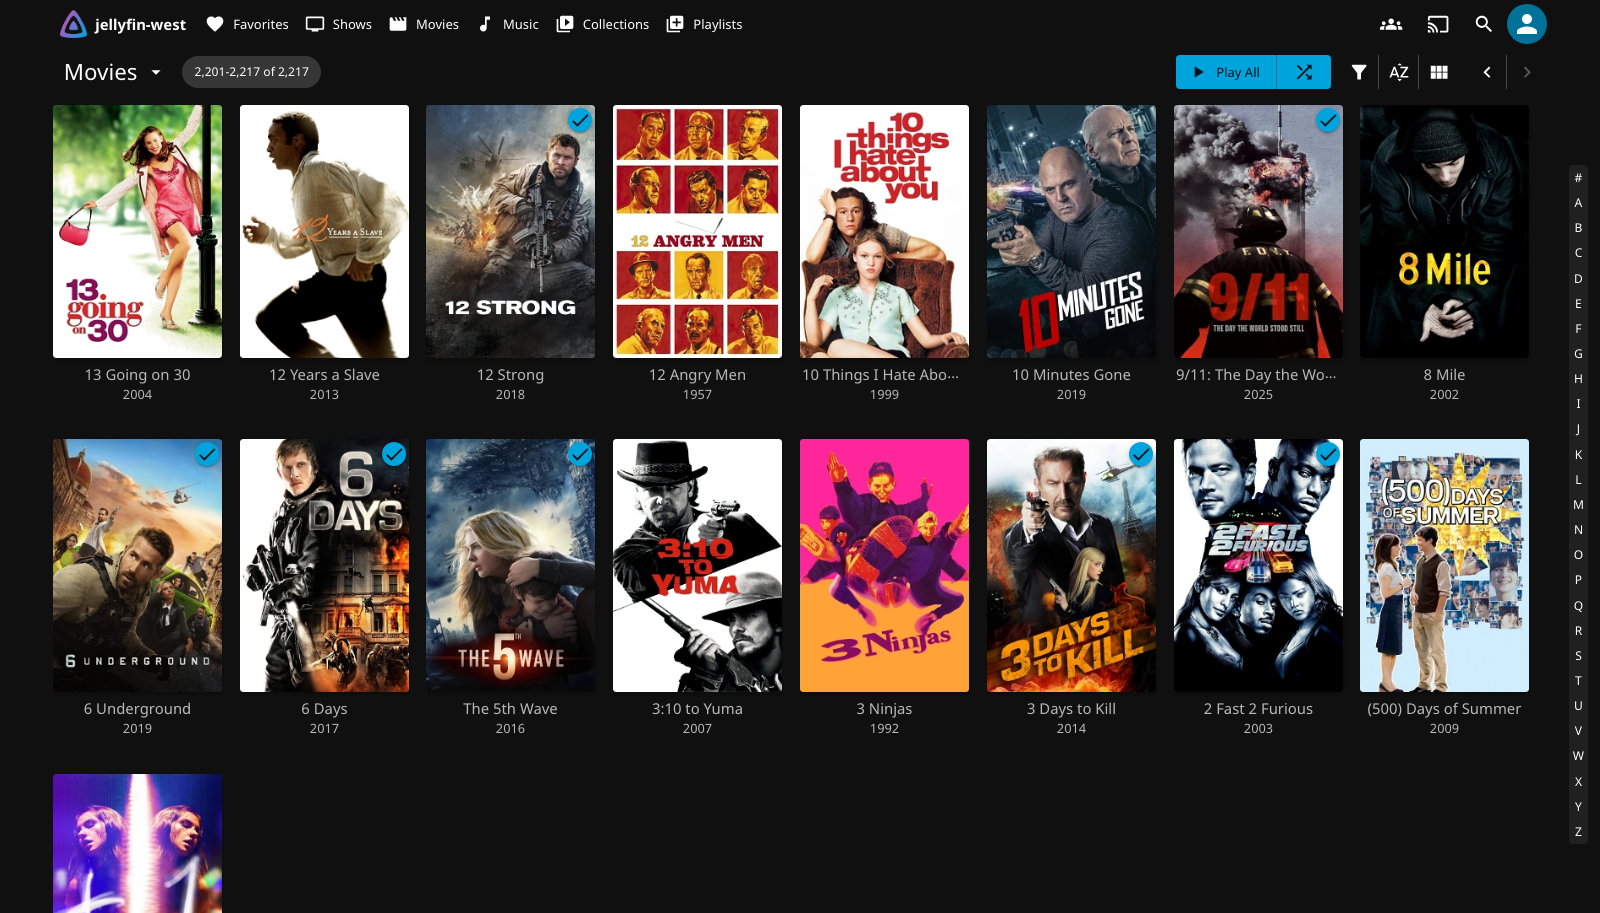 jellyfin-west Favorites Shows Movies Music Collections Playlists
Movies 2,201-2,217 of 2,217 Play All AZ
13 going on 30
12 YEARS A SLAVE
12 STRONG
12 ANGRY MEN
10 things I hate about you
10 MINUTES GONE
F.D.N.Y.
9/11
THE DAY THE WORLD STOOD STILL
8 Mile
13 Going on 30
2004
12 Years a Slave
2013
12 Strong
2018
12 Angry Men
1957
10 Things I Hate Abo...
1999
10 Minutes Gone
2019
9/11: The Day the Wo...
2025
8 Mile
2002
6 UNDERGROUND
6 DAYS
THE 5TH WAVE
3:10 TO YUMA
3 Ninjas
3 DAYS TO KILL
2 FAST 2 FURIOUS
(500) DAYS OF SUMMER
6 Underground
2019
6 Days
2017
The 5th Wave
2016
3:10 to Yuma
2007
3 Ninjas
1992
3 Days to Kill
2014
2 Fast 2 Furious
2003
(500) Days of Summer
2009
#
A
B
C
D
E
F
G
H
I
J
K
L
M
N
O
P
Q
R
S
T
U
V
W
X
Y
Z